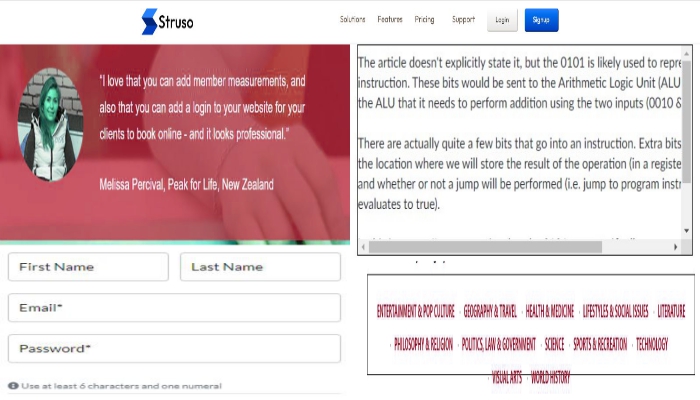 Struso
Solutions Features Pricing Support Login Signup
"I love that you can add member measurements, and
also that you can add a login to your website for your
clients to book online - and it looks professional."
Melissa Percival, Peak for Life, New Zealand
First Name Last Name
Email*
Password*
Use at least 6 characters and one numeral
The article doesn't explicitly state it, but the 0101 is likely used to repre
instruction. These bits would be sent to the Arithmetic Logic Unit (ALU
the ALU that it needs to perform addition using the two inputs (0010 &
There are actually quite a few bits that go into an instruction. Extra bits
the location where we will store the result of the operation (in a registe
and whether or not a jump will be performed (i.e. jump to program instr
evaluates to true).
ENTERTAINMENT & POP CULTURE · GEOGRAPHY & TRAVEL · HEALTH & MEDICINE · LIFESTYLES & SOCIAL ISSUES · LITERATURE
· PHILOSOPHY & RELIGION · POLITICS, LAW & GOVERNMENT · SCIENCE · SPORTS & RECREATION · TECHNOLOGY
· VISUAL ARTS · WORLD HISTORY